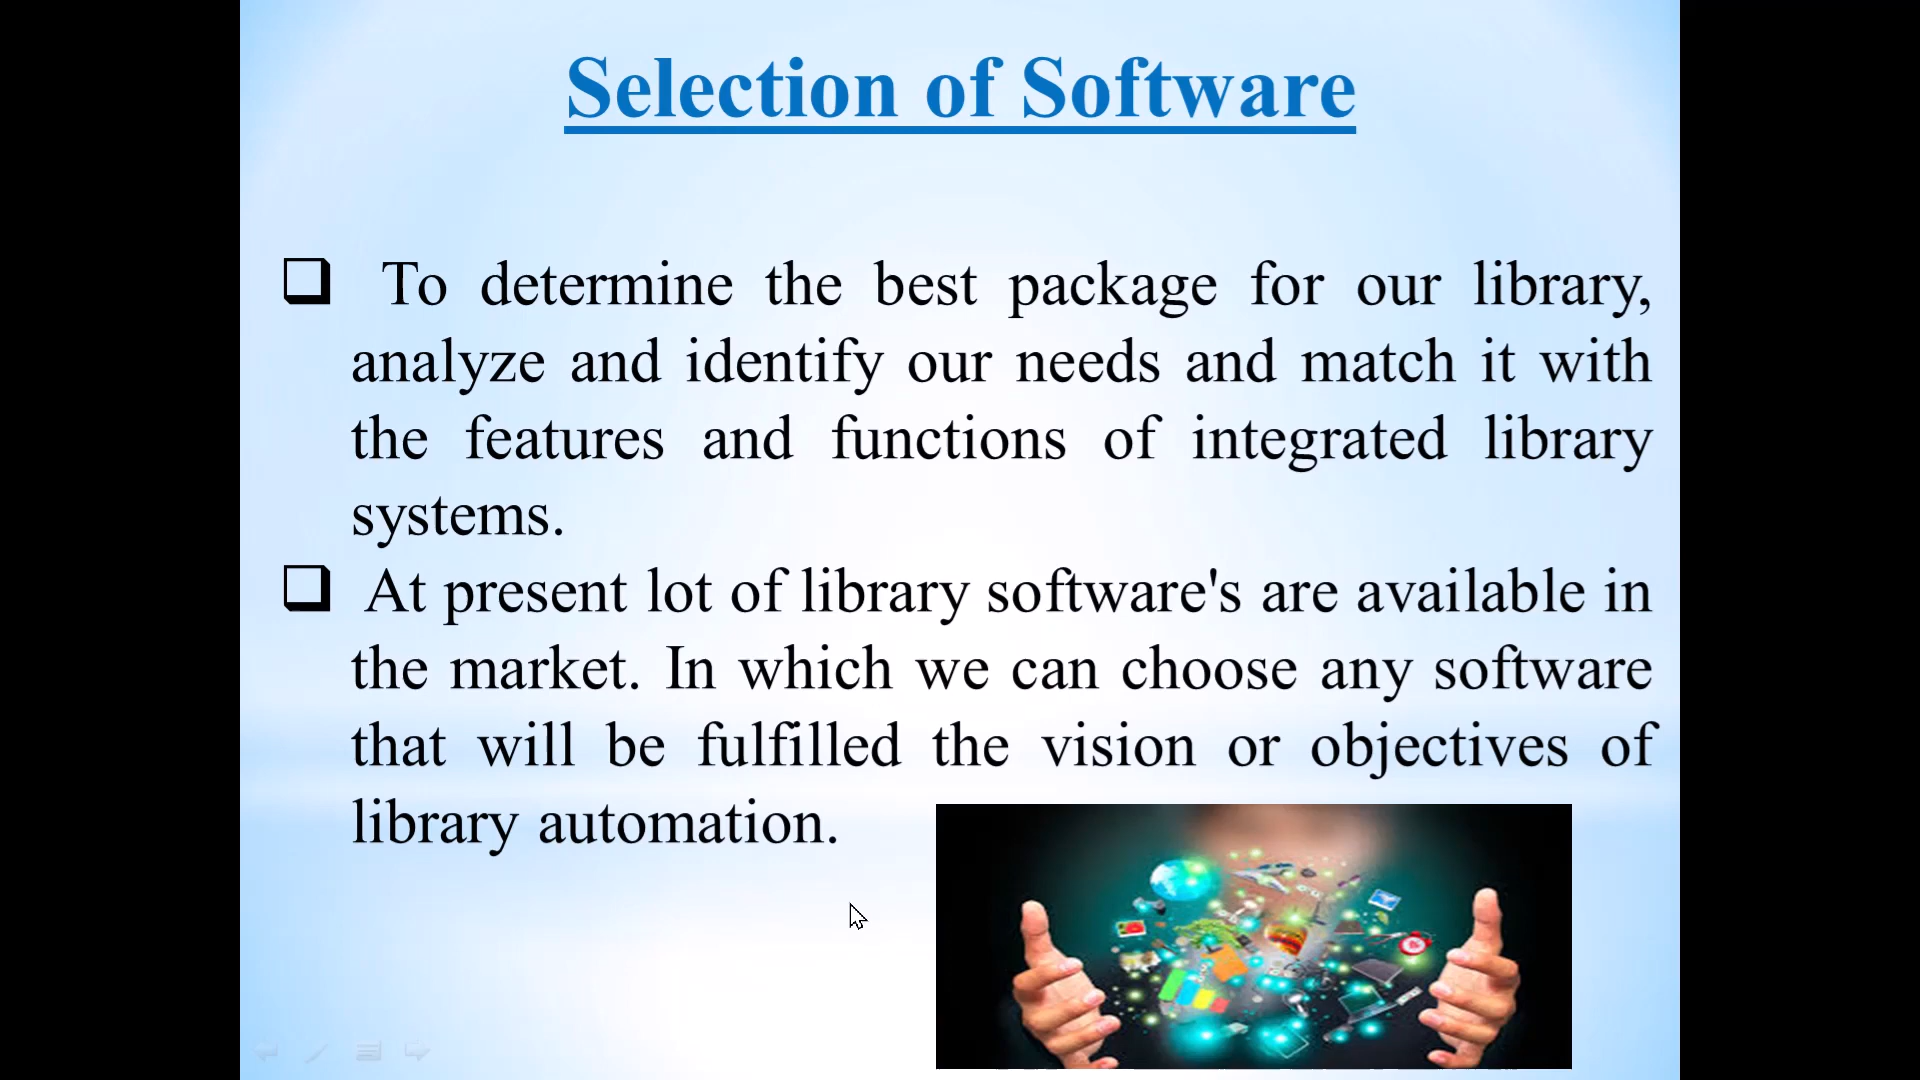 Selection of Software
To determine the best package for our library,
analyze and identify our needs and match it with
the features and functions of integrated library
systems.
At present lot of library software's are available in
the market. In which we can choose any software
that will be fulfilled the vision or objectives of
library automation.